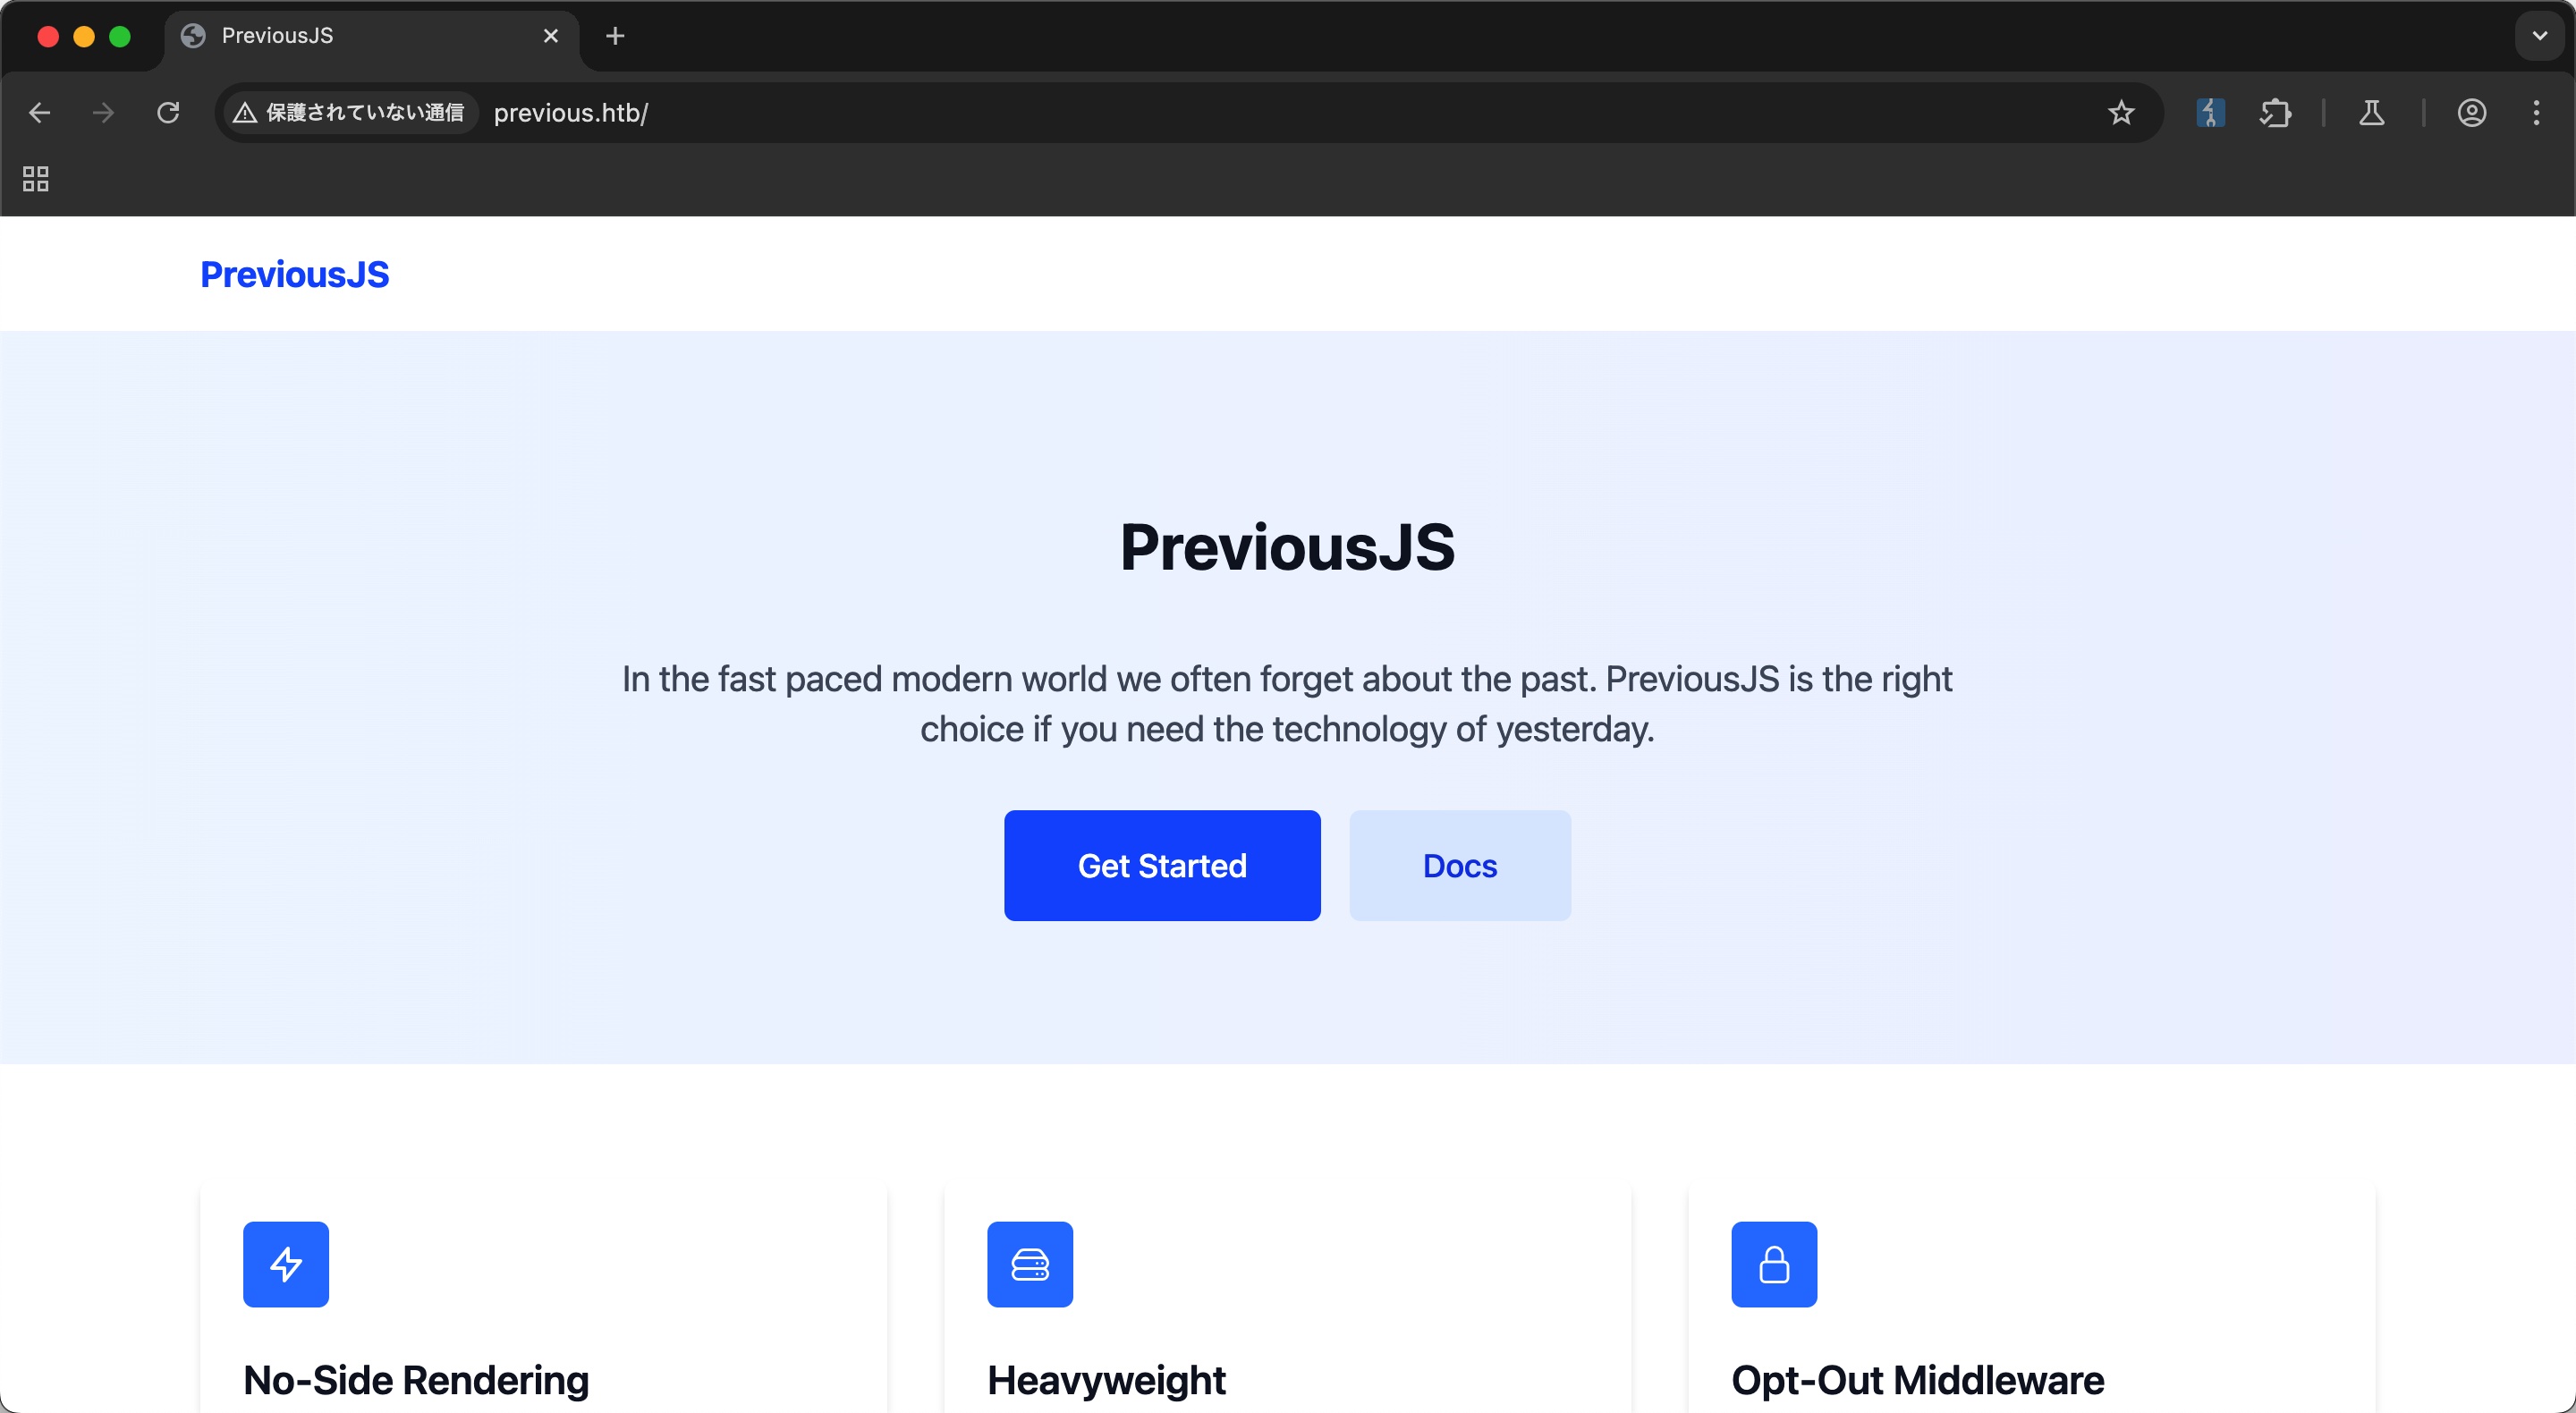 PreviousJS
保護されていない通信 previous.htb/
PreviousJS
PreviousJS
In the fast paced modern world we often forget about the past. PreviousJS is the right
choice if you need the technology of yesterday.
Get Started
Docs
No-Side Rendering
Heavyweight
Opt-Out Middleware